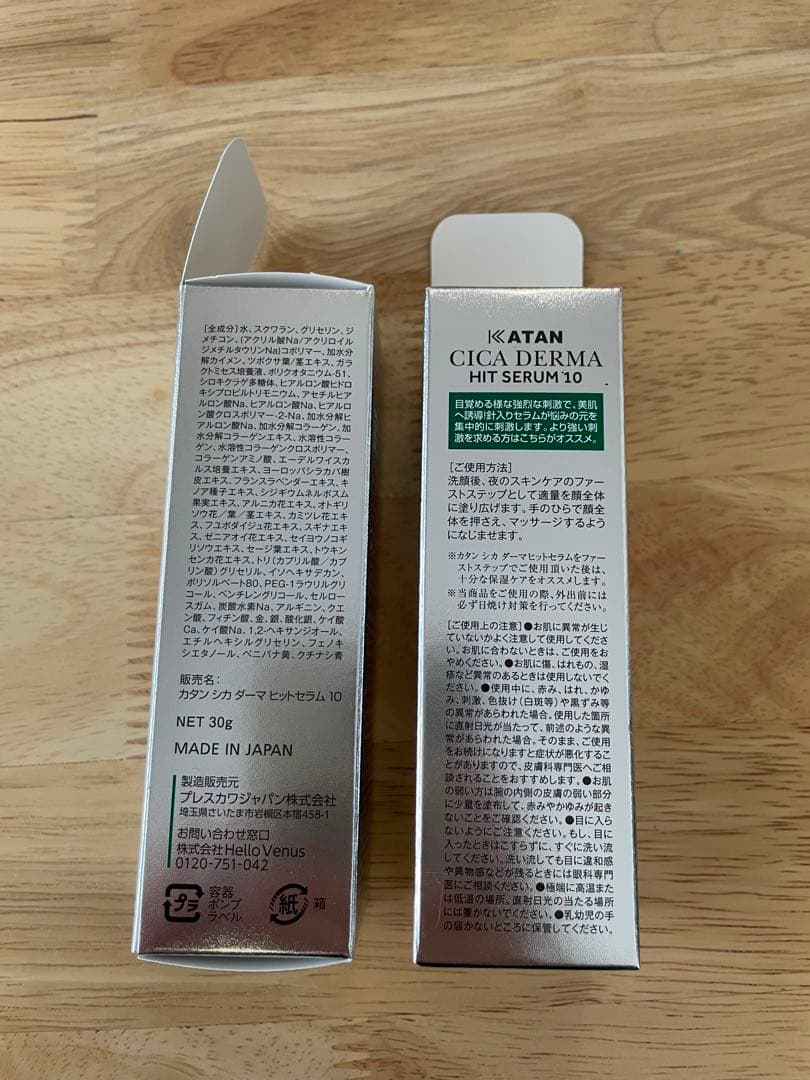 [全成分]水、スクワラン、グリセリン、ジ
メチコン、(アクリル酸Na/アクリロイル
ジメチルタウリンNa)コポリマー、加水分
解カイメン、ツボクサ葉/茎エキス、ガラ
クトミセス培養液、ポリクオタニウム-51、
シロキクラゲ多糖体、ヒアルロン酸ヒドロ
キシプロピルトリモニウム、アセチルヒア
ルロン酸Na、ヒアルロン酸Na、ヒアルロ
ン酸クロスポリマー-2-Na、加水分解ヒ
アルロン酸Na、加水分解コラーゲン、加
水分解コラーゲンエキス、水溶性コラー
ゲン、水溶性コラーゲンクロスポリマー、
コラーゲンアミノ酸、エーデルワイスカ
ルス培養エキス、ヨーロッパシラカバ樹
皮エキス、フランスラベンダーエキス、キ
ノア種子エキス、シジギウムネルボスム
果実エキス、アルニカ花エキス、オトギリ
ソウ花／葉／茎エキス、カミツレ花エキ
ス、フユボダイジュ花エキス、スギナエキ
ス、ゼニアオイ花エキス、セイヨウノコギ
リソウエキス、セージ葉エキス、トウキン
センカ花エキス、トリ(カプリル酸／カプ
リン酸)グリセリル、イソヘキサデカン、
ポリソルベート80、PEG-1ラウリルグリ
コール、ペンチレングリコール、セルロー
スガム、炭酸水素Na、アルギニン、クエ
ン酸、フィチン酸、金、銀、酸化銀、ケイ酸
Ca、ケイ酸Na、1,2-ヘキサンジオール、
エチルヘキシルグリセリン、フェノキ
シエタノール、ベニバナ黄、クチナシ青
販売名:
カタン シカ ダーマ ヒットセラム 10
NET 30g
MADE IN JAPAN
製造販売元
プレスカワジャパン株式会社
埼玉県さいたま市岩槻区本宿458-1
お問い合わせ窓口
株式会社Hello Venus
0120-751-042
プラ
容器
ポンプ
ラベル
紙
箱
KATAN
CICA DERMA
HIT SERUM 10
目覚める様な強烈な刺激で、美肌
へ誘導!針入りセラムが悩みの元を
集中的に刺激します。より強い刺
激を求める方はこちらがオススメ。
[ご使用方法]
洗顔後、夜のスキンケアのファー
ストステップとして適量を顔全体
に塗り広げます。手のひらで顔全
体を押さえ、マッサージするよう
になじませます。
※カタン シカ ダーマヒットセラムをファー
ストステップでご使用頂いた後は、
十分な保湿ケアをオススメします。
※当商品をご使用の際、外出前には
必ず日焼け対策を行ってください。
[ご使用上の注意]●お肌に異常が生じ
ていないかよく注意して使用してくださ
い。お肌に合わないときは、ご使用をお
やめください。●お肌に傷、はれもの、湿
疹など異常のあるときは使用しないでく
ださい。●使用中に、赤み、はれ、かゆ
み、刺激、色抜け(白斑等)や黒ずみ等
の異常があらわれた場合。使用した箇所
に直射日光が当たって、前述のような異
常があらわれた場合。そのまま、ご使用
をお続けになりますと症状が悪化するこ
とがありますので、皮膚科専門医へご相
談されることをおすすめします。●お肌
の弱い方は腕の内側の皮膚の弱い部分
に少量を塗布して、赤みやかゆみが起き
ないことをご確認ください。●目に入ら
ないようにご注意ください。もし、目に
入ったときはこすらずに、すぐに洗い流
してください。洗い流しても目に違和感
や異物感などが残るときには眼科専門
医にご相談ください。●極端に高温また
は低温の場所、直射日光の当たる場所
には置かないでください。●乳幼児の手
の届かないところに保管してください。